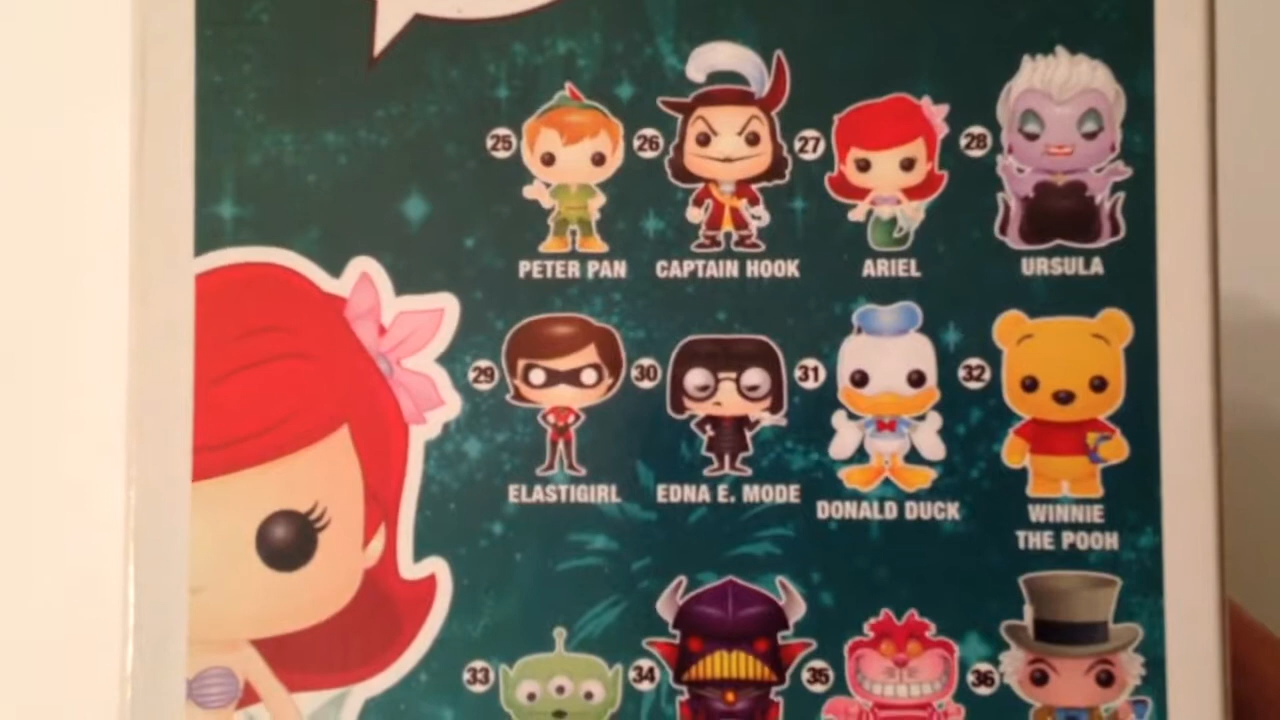 25 26 27 28
PETER PAN CAPTAIN HOOK ARIEL URSULA
29 30 31 32
ELASTIGIRL EDNA E. MODE DONALD DUCK WINNIE
THE POOH
33 34 35 36